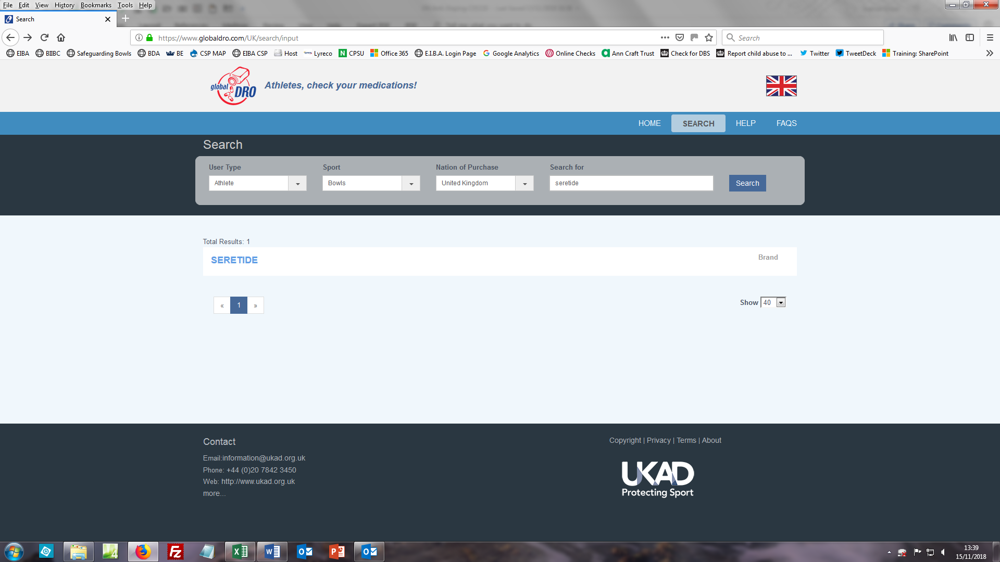 File Edit View History Bookmarks Tools Help
Search
https://www.globaldro.com/UK/search/input
Search
EIBA BIIBC Safeguarding Bowls BDA BE CSP MAP EIBA CSP Host Lyreco CPSU Office 365 E.I.B.A. Login Page Google Analytics Online Checks Ann Craft Trust Check for DBS Report child abuse to ... Twitter TweetDeck Training: SharePoint
global DRO
Athletes, check your medications!
HOME SEARCH HELP FAQS
Search
User Type Sport Nation of Purchase Search for
Athlete Bowls United Kingdom seretide Search
Total Results: 1
SERETIDE Brand
« 1 » Show 40
Contact
Copyright | Privacy | Terms | About
Email:information@ukad.org.uk
Phone: +44 (0)20 7842 3450
Web: http://www.ukad.org.uk
more...
UKAD
Protecting Sport
13:39
15/11/2018